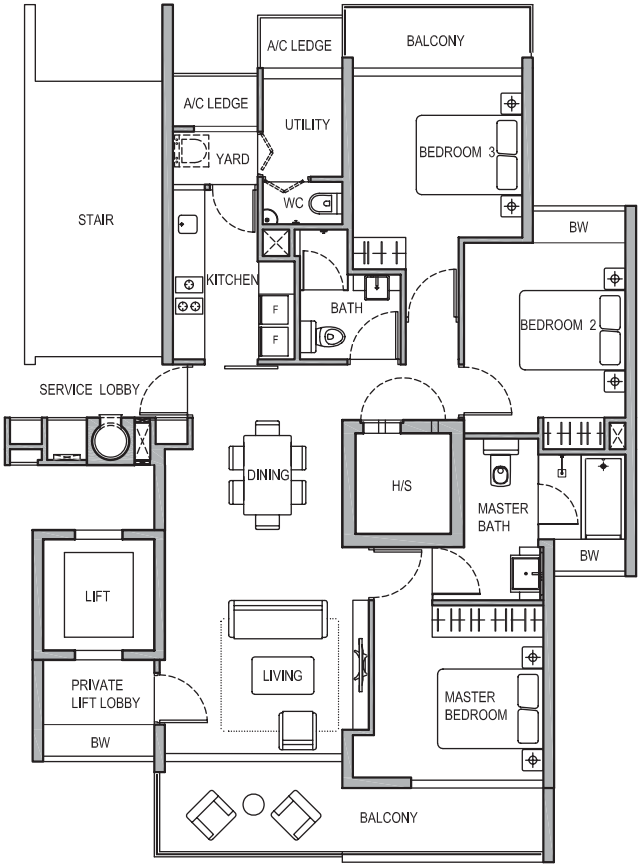 BALCONY
A/C LEDGE
A/C LEDGE
UTILITY
YARD
BEDROOM 3
WC
STAIR
BW
KITCHEN
BATH
F
F
BEDROOM 2
SERVICE LOBBY
DINING
H/S
MASTER
BATH
BW
LIFT
LIVING
PRIVATE
LIFT LOBBY
MASTER
BEDROOM
BW
BALCONY